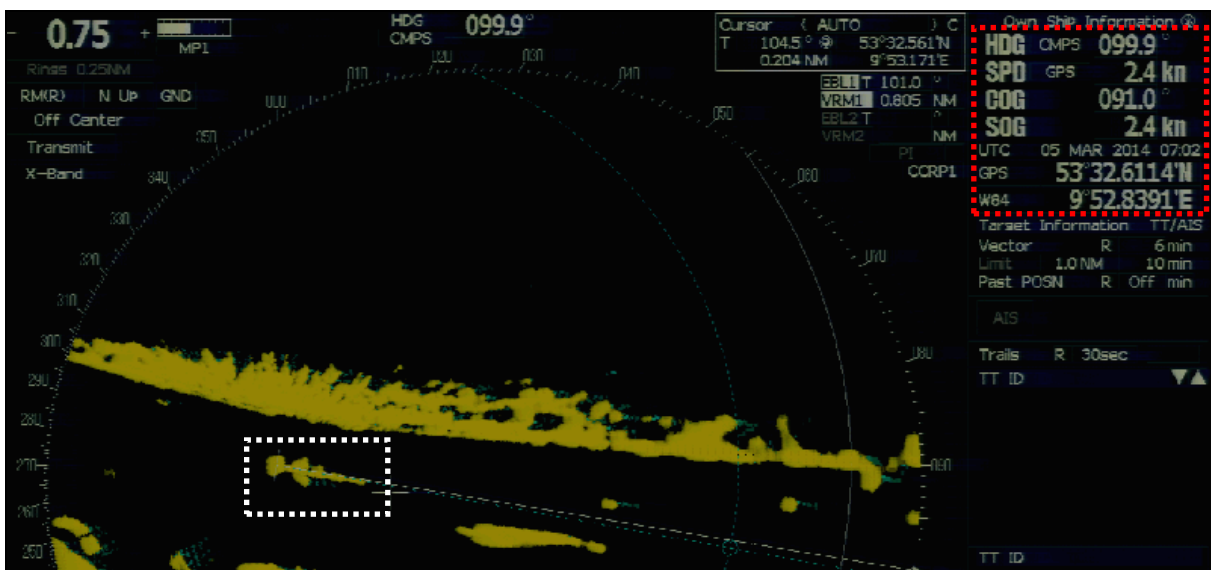 - 0.75 +
MP1
Rings 0.25NM
RM(R) N UP GND
Off Center
Transmit
X-Band
HDG 099.9°
CMPS
Cursor ( AUTO ) C
T 104.5° 53°32.561'N
0.204 NM 9°53.171'E
EBL1 T 101.0 °
VRM1 0.805 NM
EBL2 T °
VRM2 NM
PI
CCRP1
Own Ship Information
HDG CMPS 099.9°
SPD GPS 2.4 kn
COG 091.0°
SOG 2.4 kn
UTC 05 MAR 2014 07:02
GPS 53°32.6114'N
W84 9°52.8391'E
Target Information TT/AIS
Vector R 6 min
Limit 1.0 NM 10 min
Past POSN R Off min
AIS
Trails R 30sec
TT ID
TT ID
250
260
270
280
290
300
310
320
330
340
350
000
010
020
030
040
050
060
070
080
090